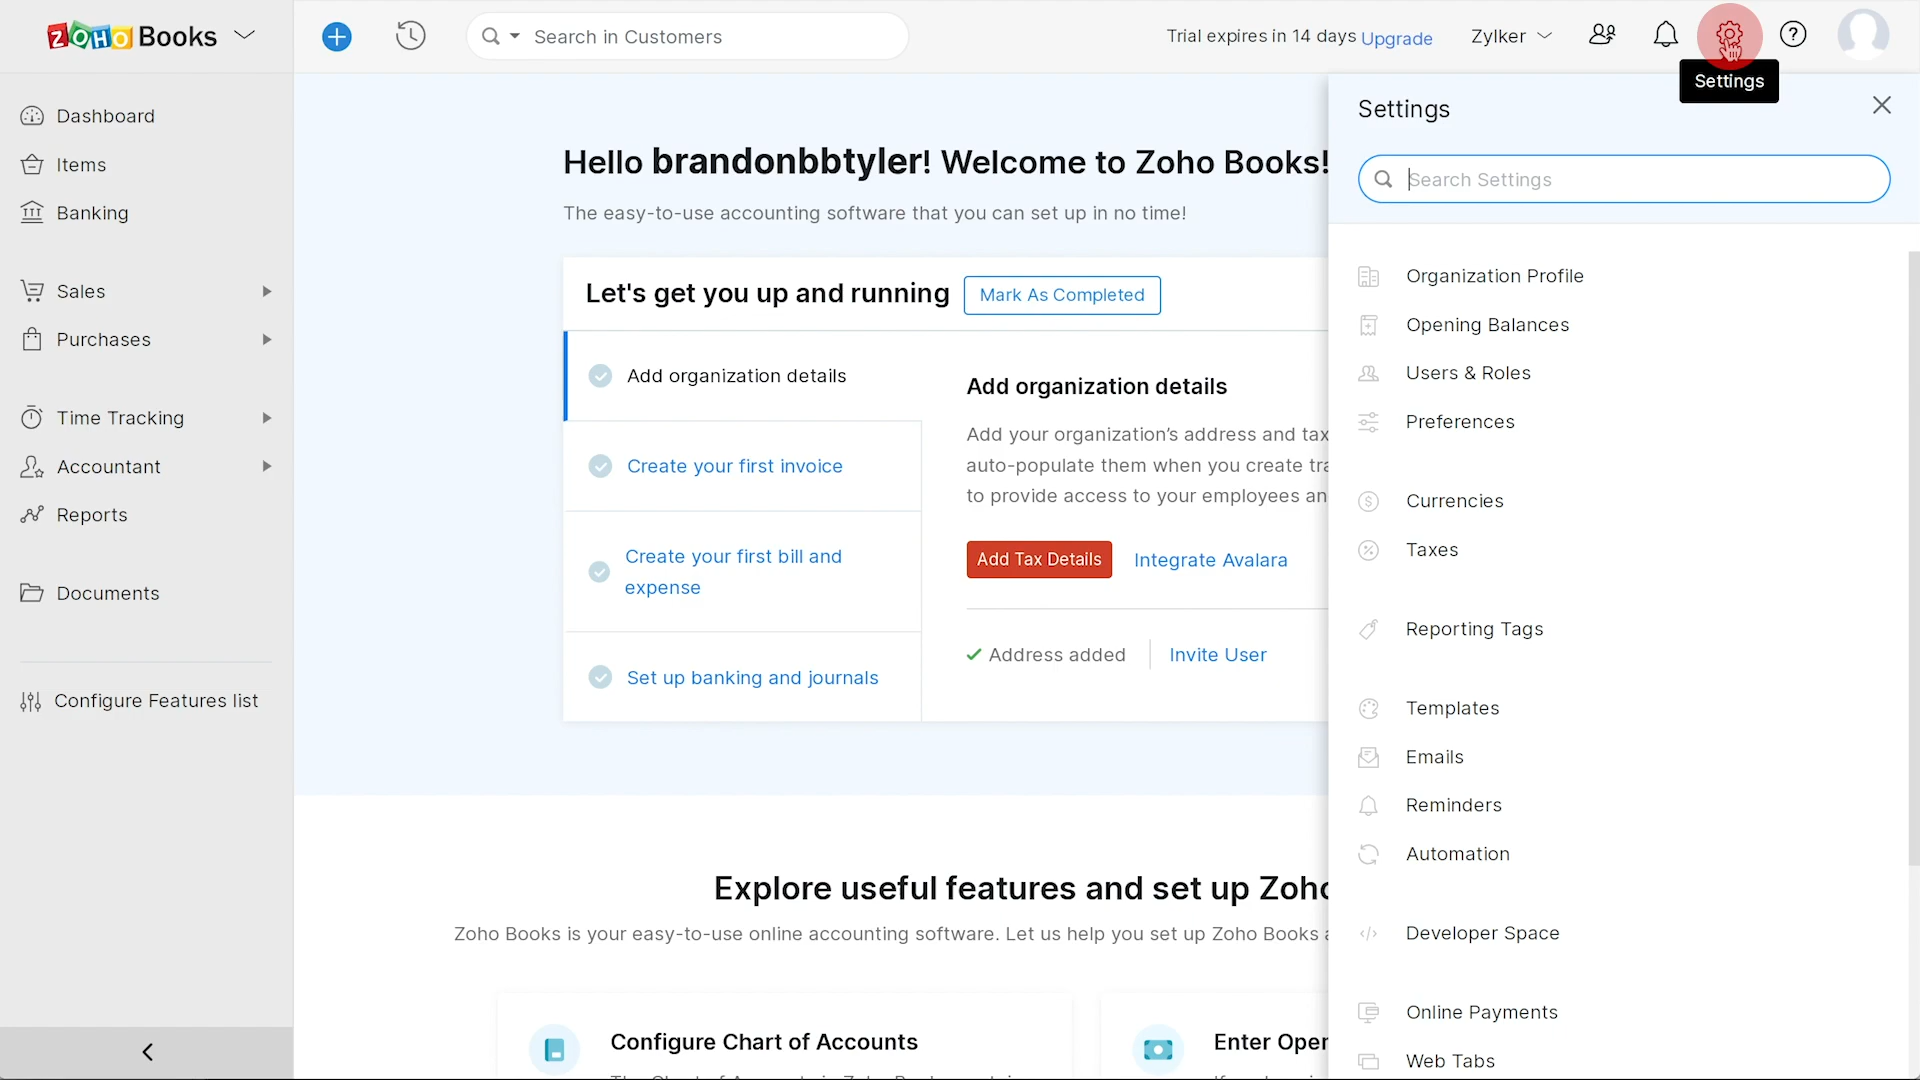 ZOHO Books
Search in Customers
Trial expires in 14 days Upgrade
Zylker
Settings
Dashboard
Items
Banking
Sales
Purchases
Time Tracking
Accountant
Reports
Documents
Configure Features list
Hello brandonbbtyler! Welcome to Zoho Books!
The easy-to-use accounting software that you can set up in no time!
Let's get you up and running
Mark As Completed
Add organization details
Create your first invoice
Create your first bill and
expense
Set up banking and journals
Add organization details
Add your organization’s address and tax
auto-populate them when you create
to provide access to your employees
Add Tax Details
Integrate Avalara
Address added
Invite User
Explore useful features and set up
Zoho Books is your easy-to-use online accounting software. Let us help you set up Zoho Books
Configure Chart of Accounts
Enter
Settings
Search Settings
Organization Profile
Opening Balances
Users & Roles
Preferences
Currencies
Taxes
Reporting Tags
Templates
Emails
Reminders
Automation
Developer Space
Online Payments
Web Tabs